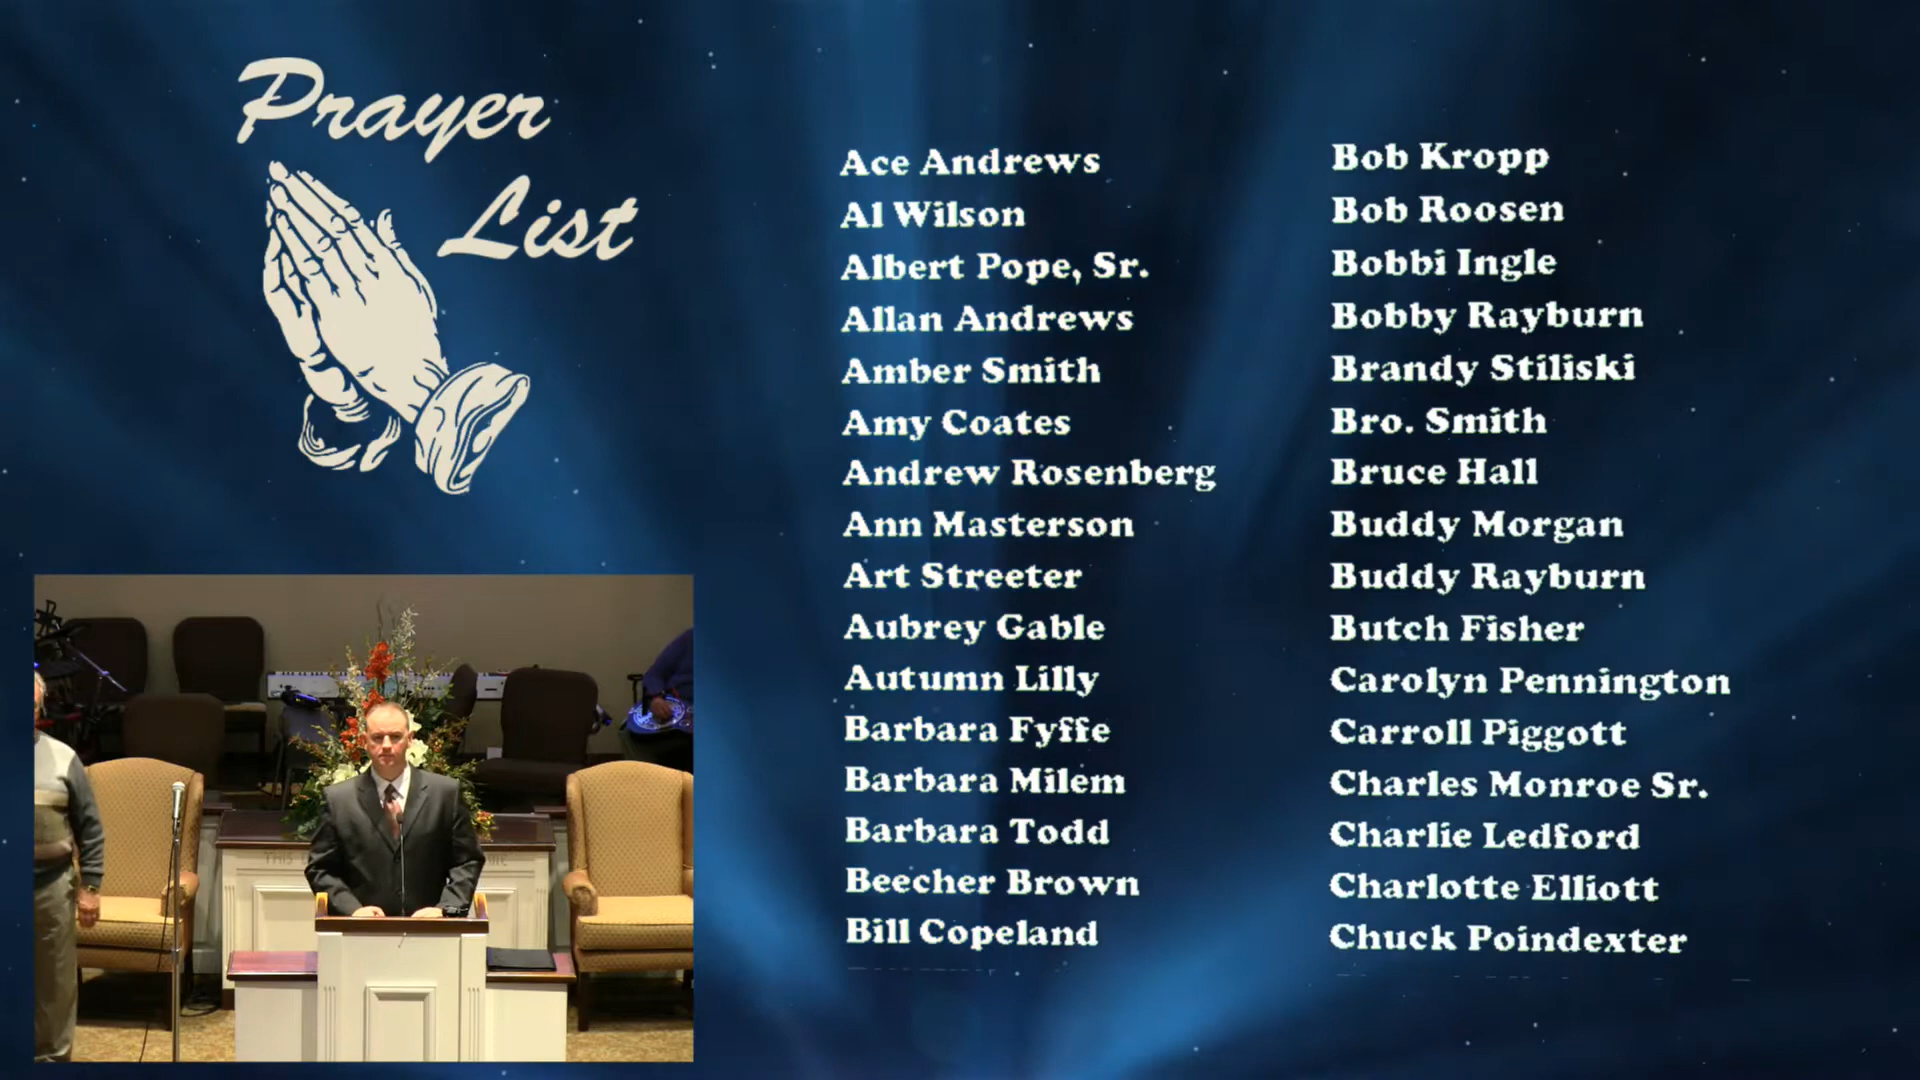 Prayer
List
Ace Andrews
Al Wilson
Albert Pope, Sr.
Allan Andrews
Amber Smith
Amy Coates
Andrew Rosenberg
Ann Masterson
Art Streeter
Aubrey Gable
Autumn Lilly
Barbara Fyffe
Barbara Milem
Barbara Todd
Beecher Brown
Bill Copeland
Bob Kropp
Bob Roosen
Bobbi Ingle
Bobby Rayburn
Brandy Stiliski
Bro. Smith
Bruce Hall
Buddy Morgan
Buddy Rayburn
Butch Fisher
Carolyn Pennington
Carroll Piggott
Charles Monroe Sr.
Charlie Ledford
Charlotte Elliott
Chuck Poindexter
THIS